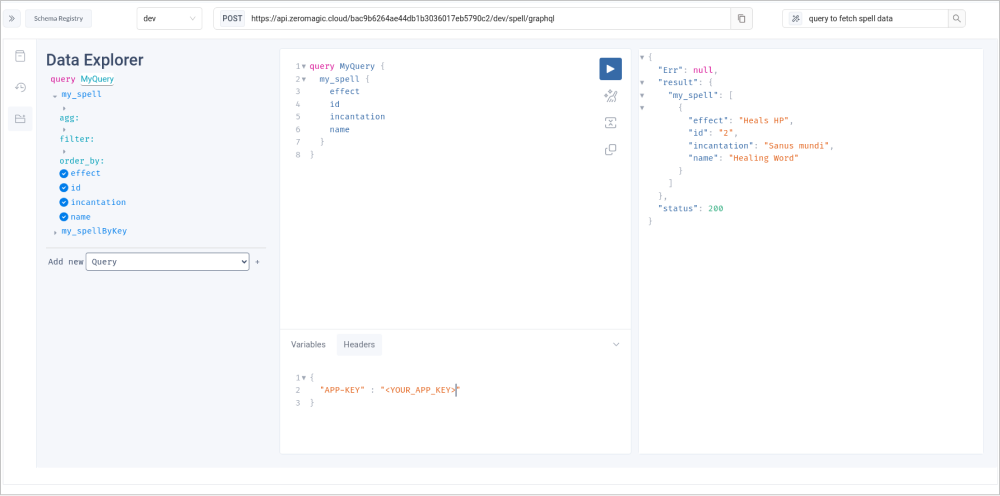 Schema Registry
dev
POST https://api.zeromagic.cloud/bac9b6264ae44db1b3036017eb5790c2/dev/spell/graphql
query to fetch spell data
Data Explorer
query MyQuery
my_spell
agg:
filter:
order_by:
effect
id
incantation
name
my_spellByKey
Add new Query +
1 query MyQuery {
2 my_spell {
3 effect
4 id
5 incantation
6 name
7 }
8 }
Variables Headers
1 {
2 "APP-KEY" : "<YOUR_APP_KEY>"
3 }
{
"Err": null,
"result": {
"my_spell": [
{
"effect": "Heals HP",
"id": "2",
"incantation": "Sanus mundi",
"name": "Healing Word"
}
]
},
"status": 200
}